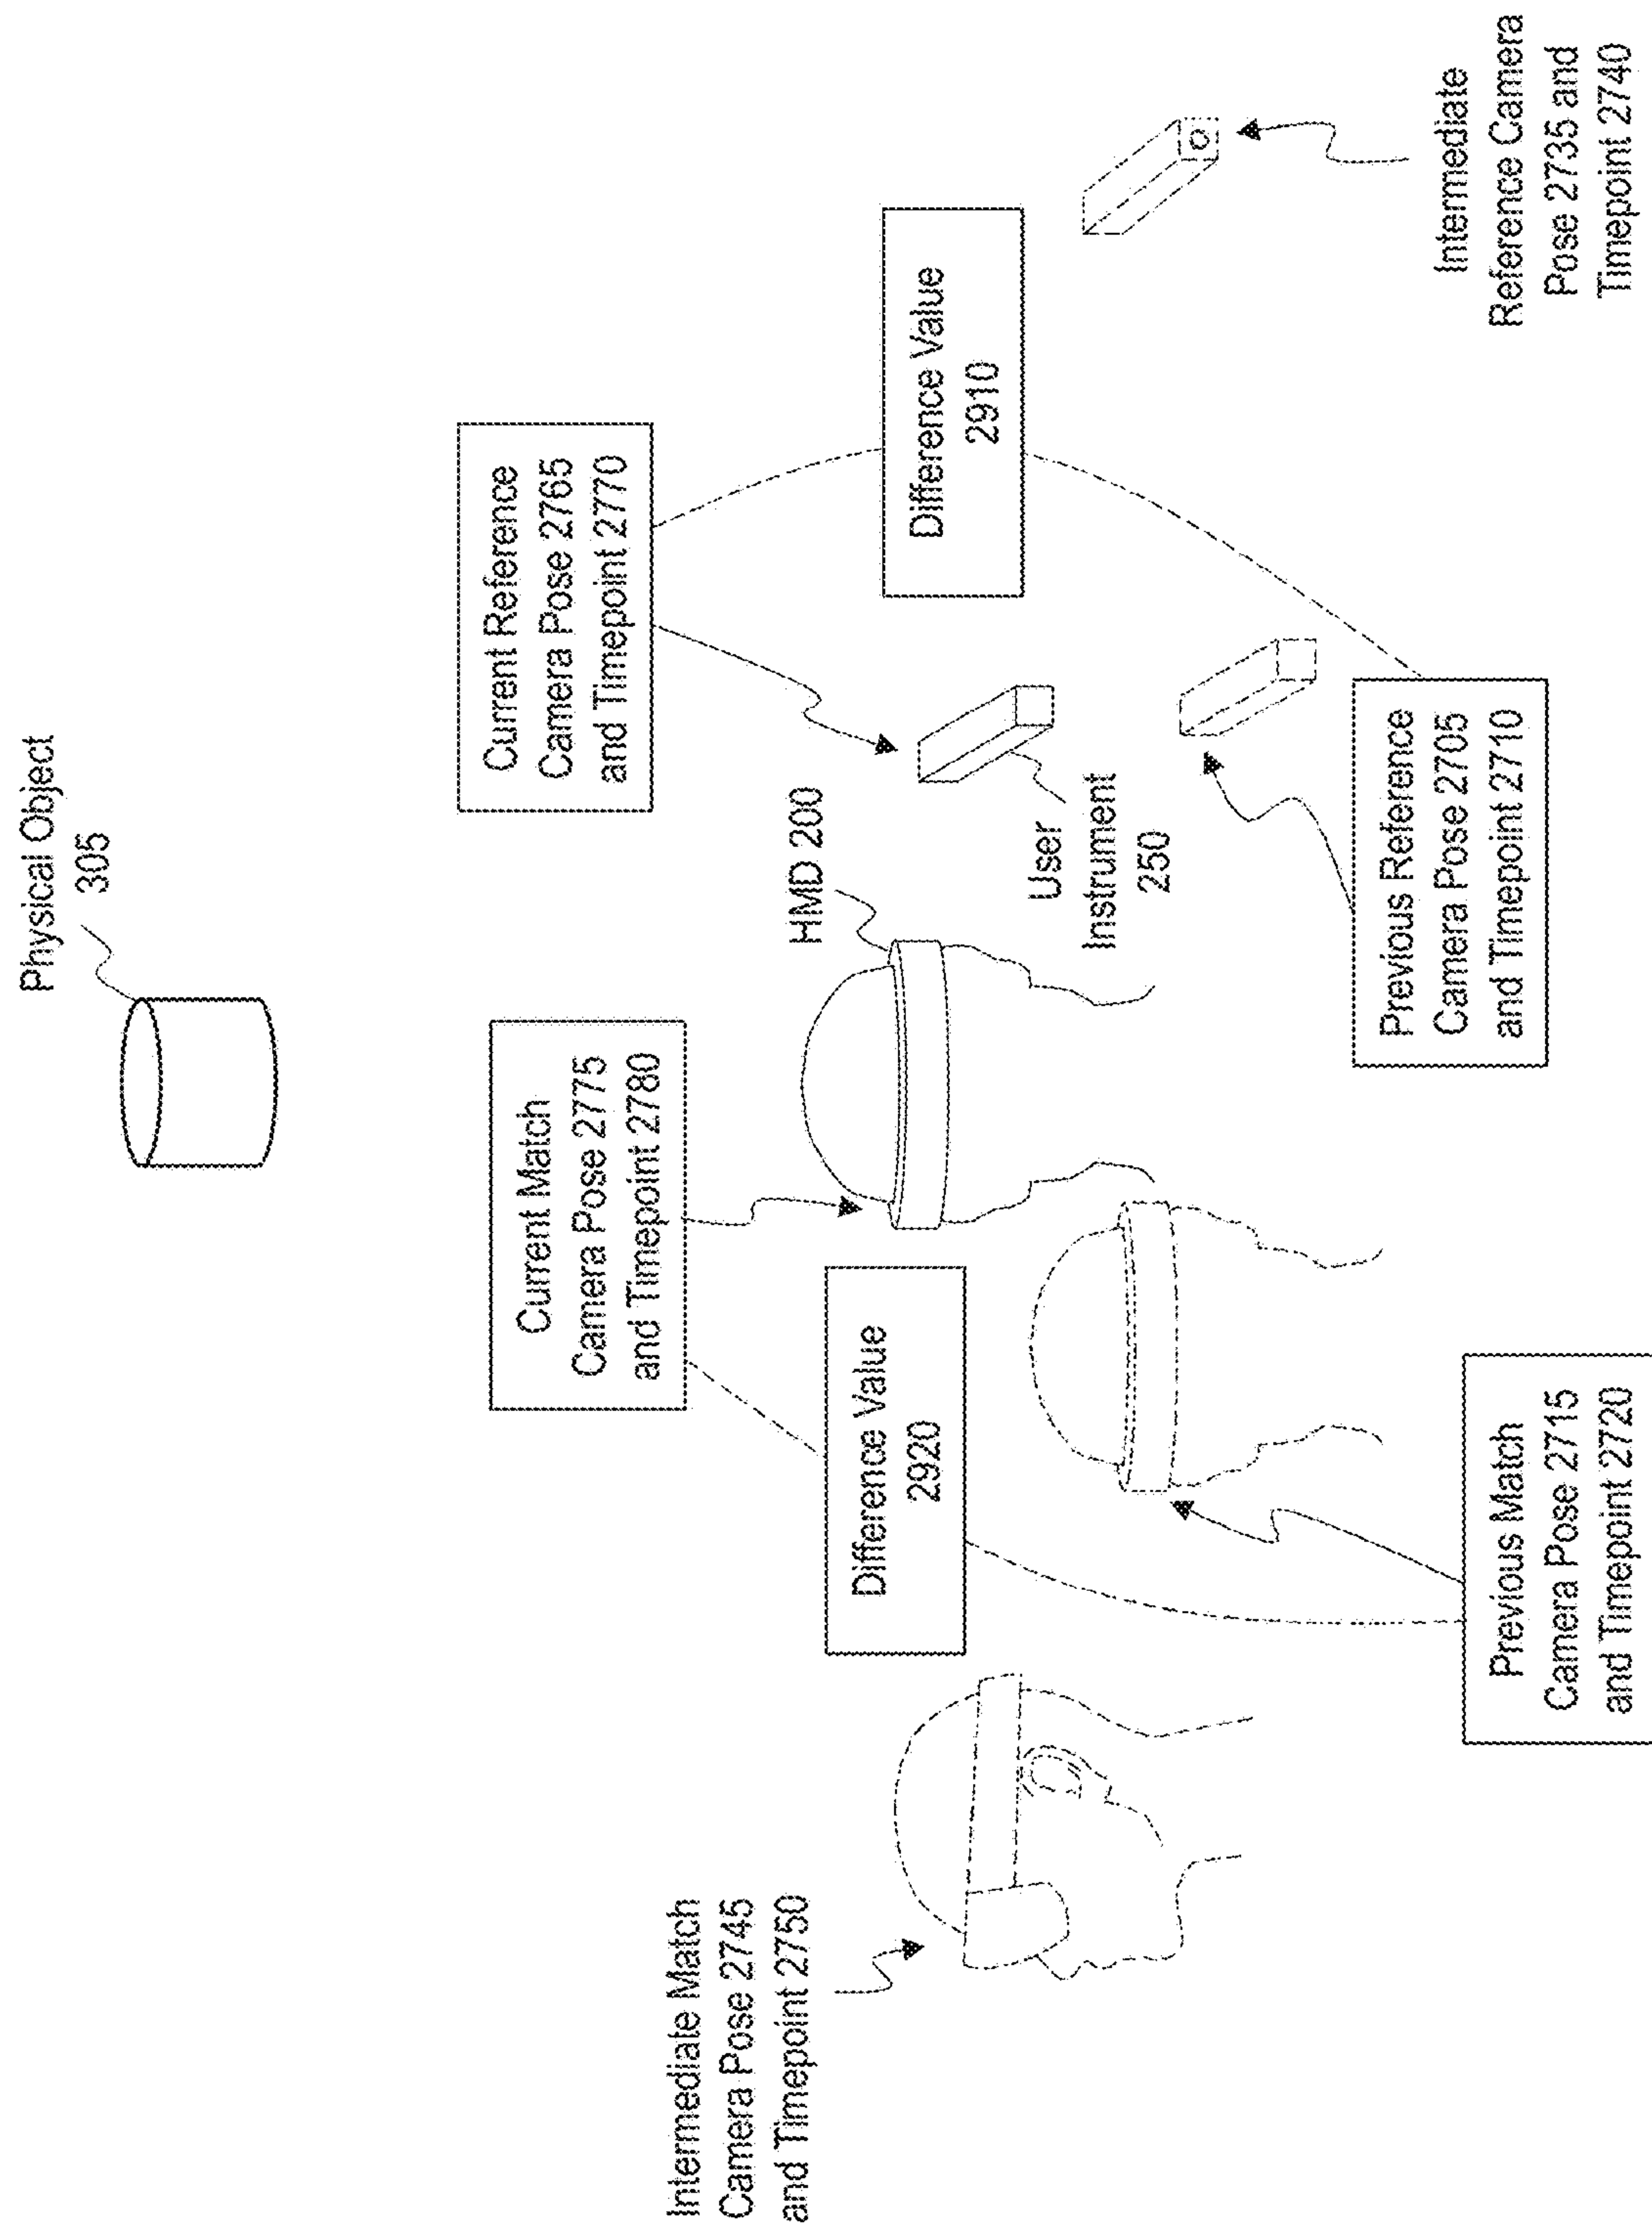 Physical Object
305
Current Match
Camera Pose 2775
and Timepoint 2780
Current Reference
Camera Pose 2765
and Timepoint 2770
Intermediate Match
Camera Pose 2745
and Timepoint 2750
Difference Value
2920
HMD 200
User
Instrument
250
Difference Value
2910
Previous Match
Camera Pose 2715
and Timepoint 2720
Previous Reference
Camera Pose 2705
and Timepoint 2710
Intermediate
Reference Camera
Pose 2735 and
Timepoint 2740